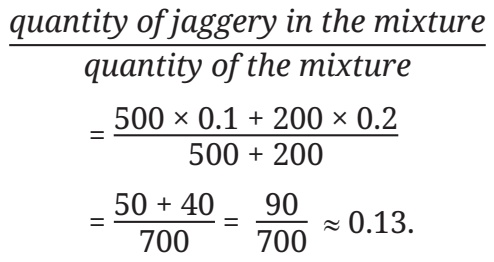 quantity of jaggery in the mixture
quantity of the mixture
= 500 × 0.1 + 200 × 0.2
500 + 200
= 50 + 40 = 90 ≈ 0.13.
700 700